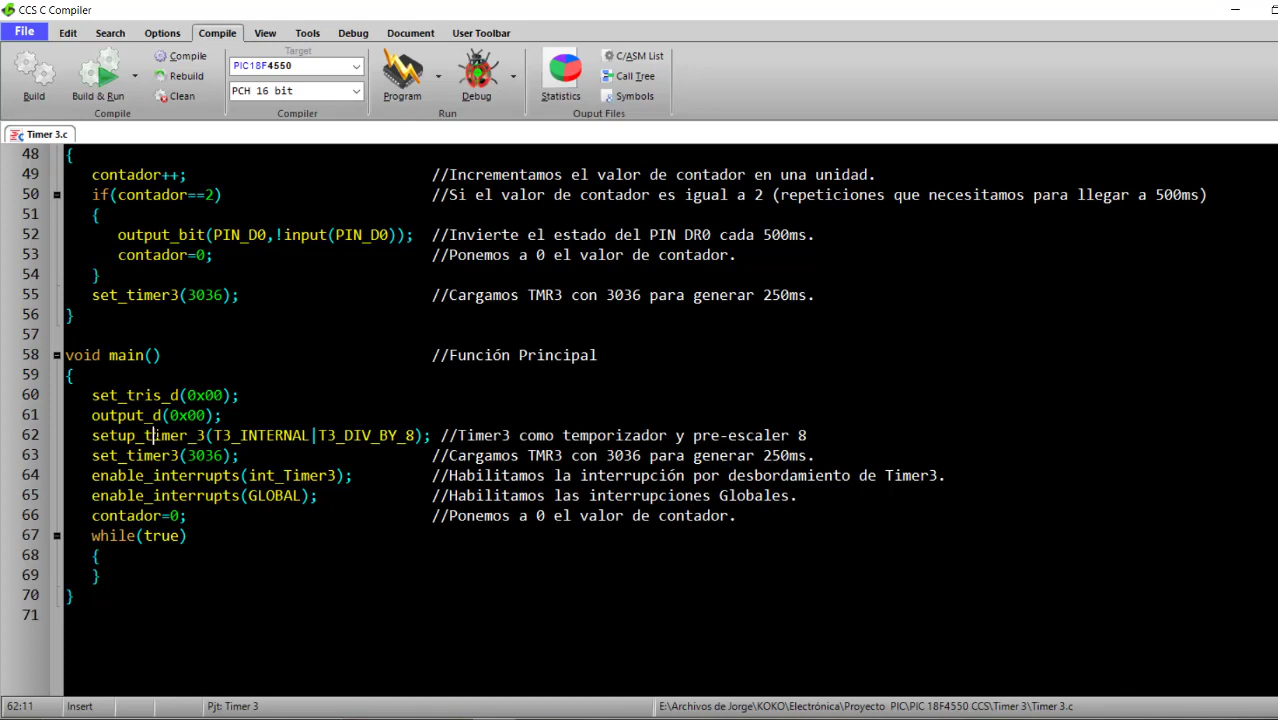 CCS C Compiler
File Edit Search Options Compile View Tools Debug Document User Toolbar
Build
Build & Run
Compile
Rebuild
Clean
Compile
Target
PIC18F4550
PCH 16 bit
Compiler
Program
Debug
Run
Statistics
C/ASM List
Call Tree
Symbols
Ouput Files
Timer 3.c
48 {
49 contador++; //Incrementamos el valor de contador en una unidad.
50 if(contador==2) //Si el valor de contador es igual a 2 (repeticiones que necesitamos para llegar a 500ms)
51 {
52 output_bit(PIN_D0,!input(PIN_D0)); //Invierte el estado del PIN DR0 cada 500ms.
53 contador=0; //Ponemos a 0 el valor de contador.
54 }
55 set_timer3(3036); //Cargamos TMR3 con 3036 para generar 250ms.
56 }
57
58 void main() //Función Principal
59 {
60 set_tris_d(0x00);
61 output_d(0x00);
62 setup_timer_3(T3_INTERNAL|T3_DIV_BY_8); //Timer3 como temporizador y pre-escaler 8
63 set_timer3(3036); //Cargamos TMR3 con 3036 para generar 250ms.
64 enable_interrupts(int_Timer3); //Habilitamos la interrupción por desbordamiento de Timer3.
65 enable_interrupts(GLOBAL); //Habilitamos las interrupciones Globales.
66 contador=0; //Ponemos a 0 el valor de contador.
67 while(true)
68 {
69 }
70 }
71
62:11 Insert Pjt: Timer 3 E:\Archivos de Jorge\KOKO\Electrónica\Proyecto PIC\PIC 18F4550 CCS\Timer 3\Timer 3.c